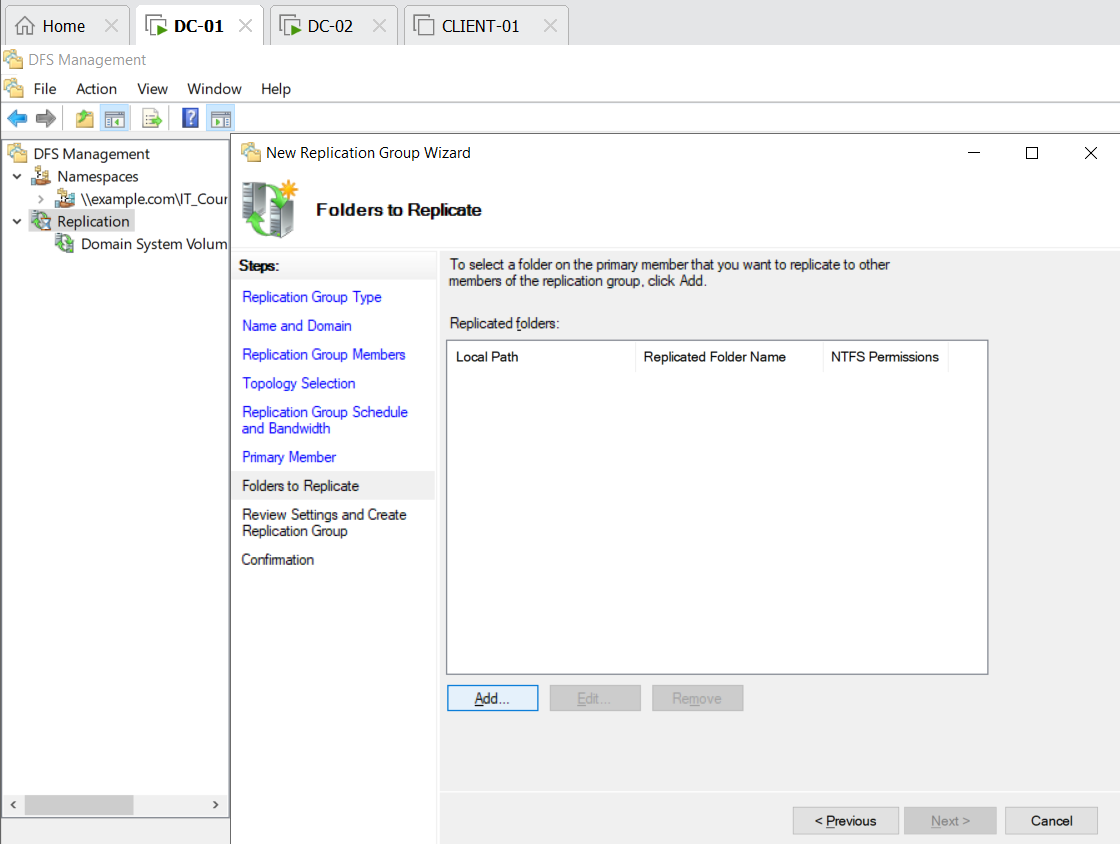 Home
DC-01
DC-02
CLIENT-01
DFS Management
File Action View Window Help
DFS Management
Namespaces
\\example.com\IT_Cour
Replication
Domain System Volum
New Replication Group Wizard
Folders to Replicate
Steps:
Replication Group Type
Name and Domain
Replication Group Members
Topology Selection
Replication Group Schedule
and Bandwidth
Primary Member
Folders to Replicate
Review Settings and Create
Replication Group
Confirmation
To select a folder on the primary member that you want to replicate to other
members of the replication group, click Add.
Replicated folders:
Local Path Replicated Folder Name NTFS Permissions
Add... Edit... Remove
< Previous Next > Cancel